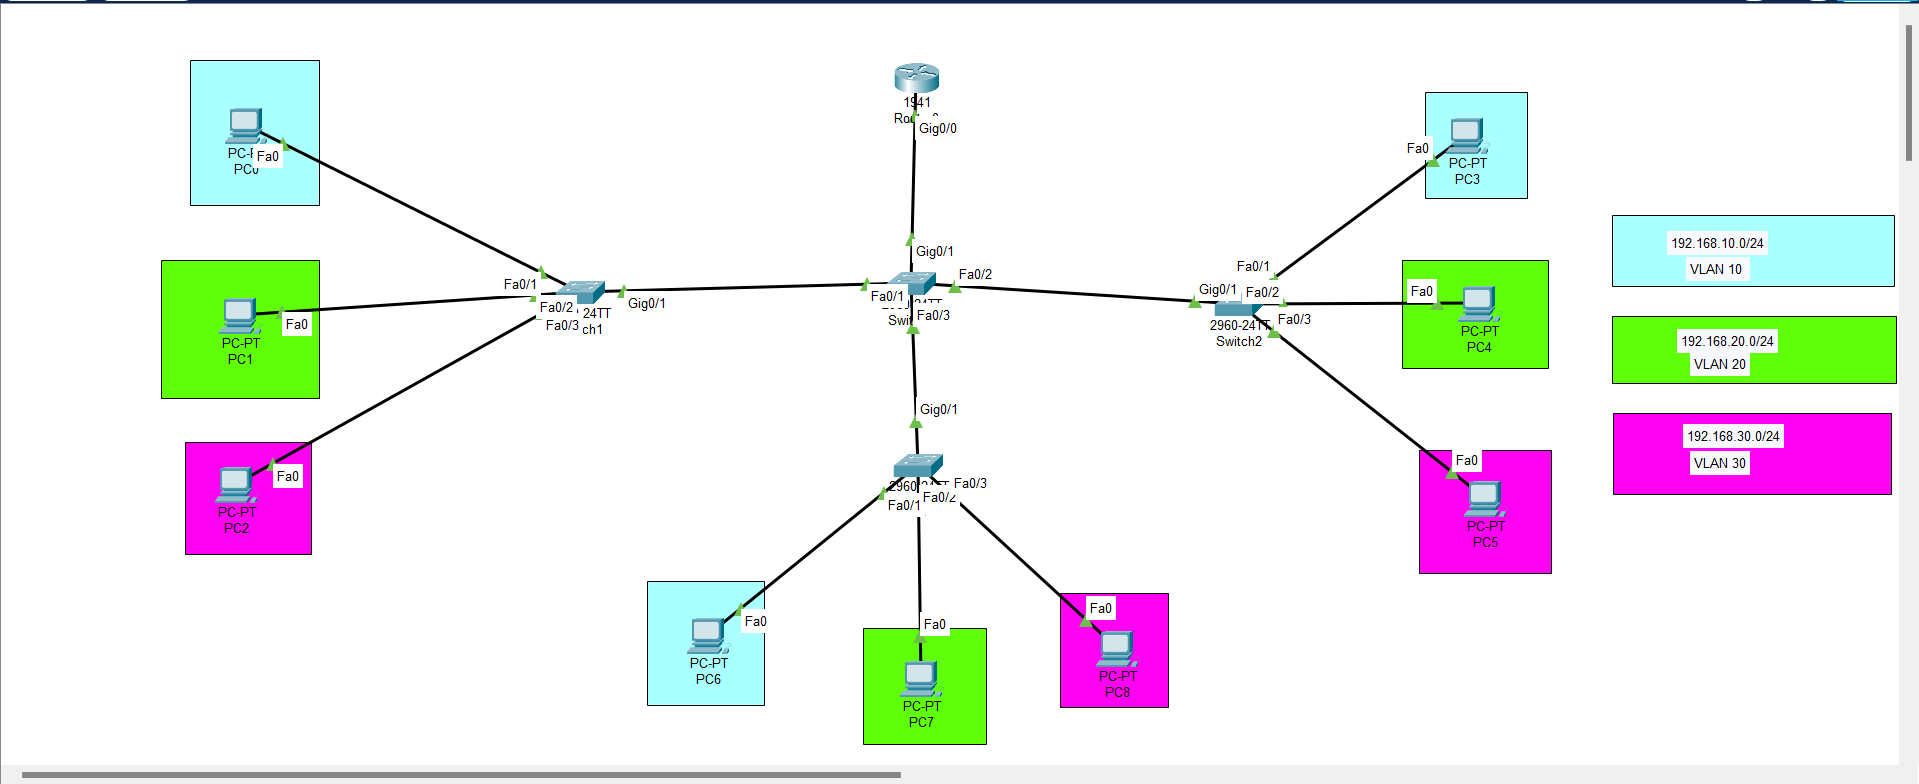 1941
Gig0/0
Gig0/1
Fa0/1
Fa0/2
Fa0/3
Fa0
PC0
Fa0
PC-PT
PC1
Fa0
PC-PT
PC2
Fa0/1
Fa0/2
Fa0/3
24TT
ch1
Gig0/1
Gig0/1
Fa0/1
Fa0/2
Fa0/3
2960-24TT
Switch2
Fa0
PC-PT
PC3
Fa0
PC-PT
PC4
Fa0
PC-PT
PC5
Gig0/1
Fa0/1
Fa0/2
Fa0/3
Fa0
PC-PT
PC6
Fa0
PC-PT
PC7
Fa0
PC-PT
PC8
192.168.10.0/24
VLAN 10
192.168.20.0/24
VLAN 20
192.168.30.0/24
VLAN 30